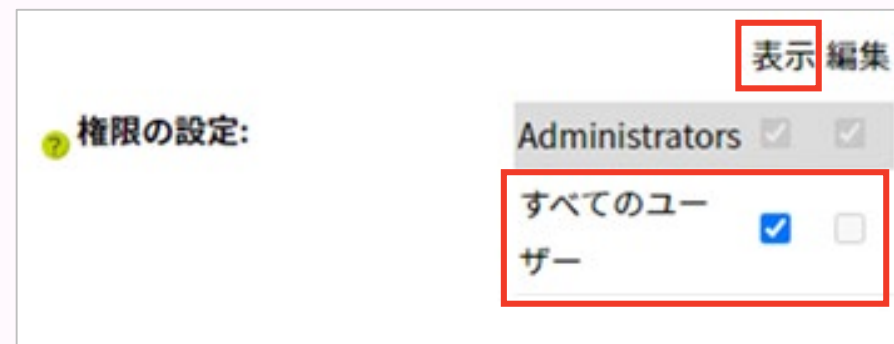 表示 編集
? 権限の設定:
Administrators
すべてのユー
ザー